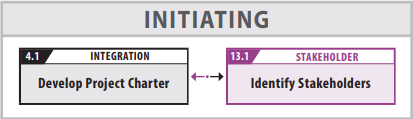 INITIATING
4.1 INTEGRATION
Develop Project Charter
13.1 STAKEHOLDER
Identify Stakeholders